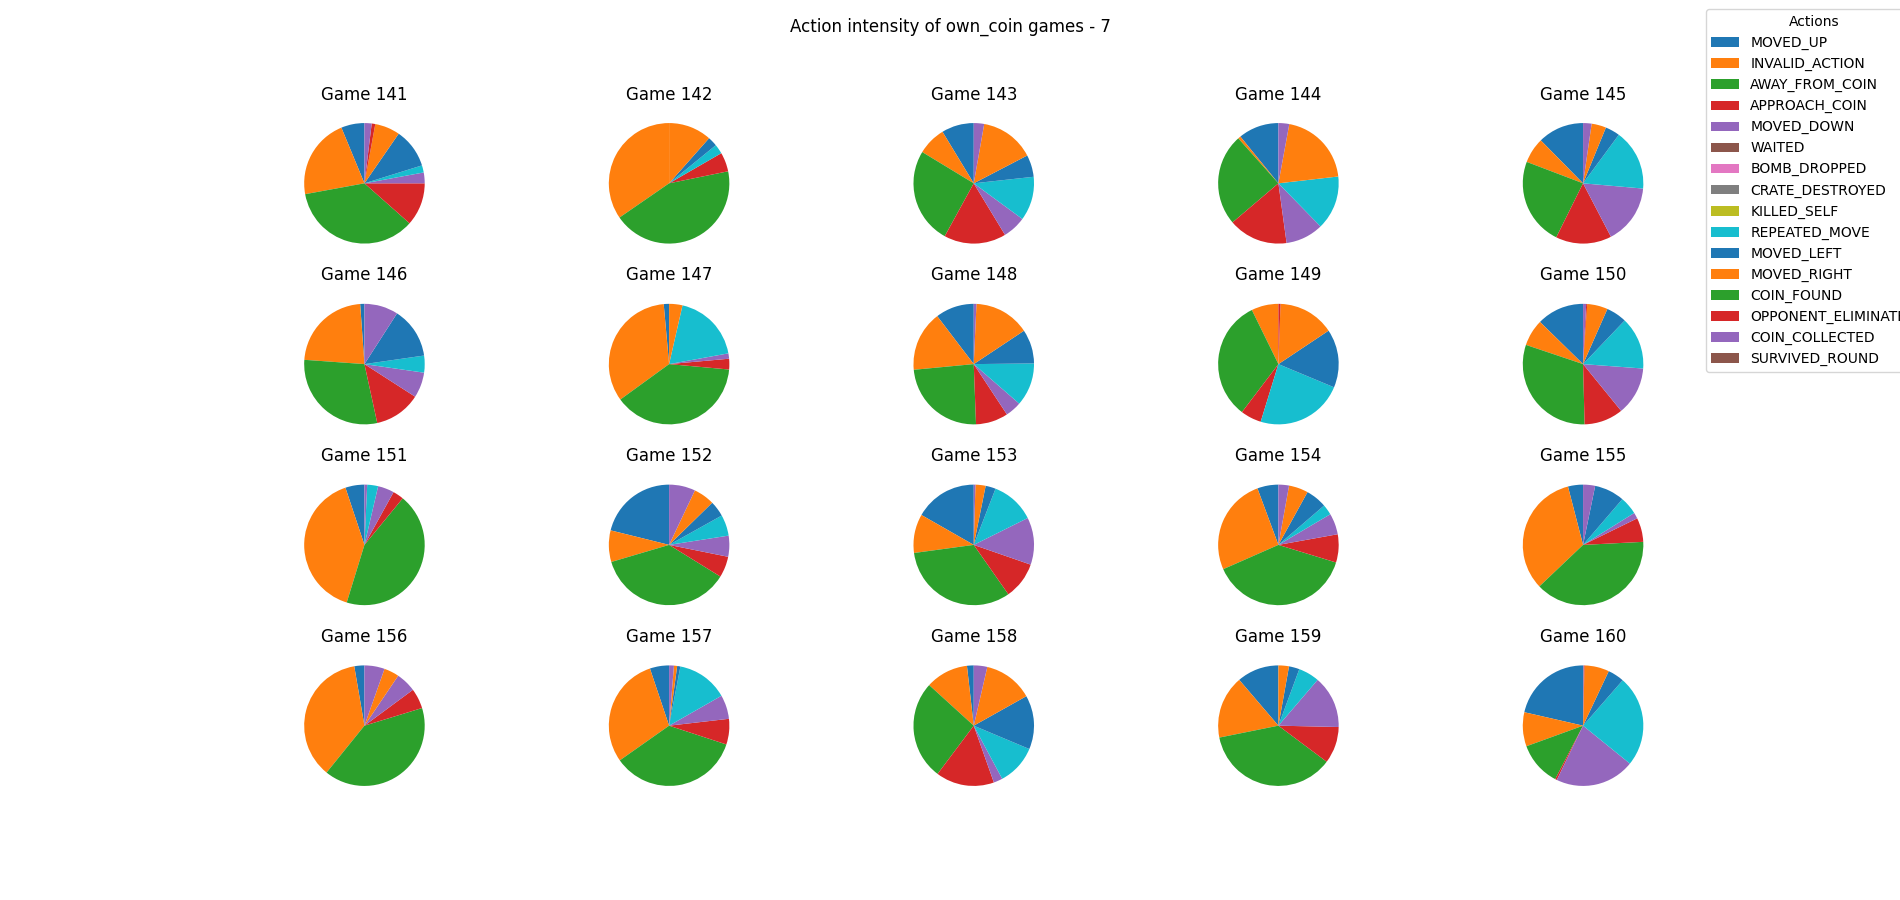 Action intensity of own_coin games - 7
Actions
MOVED_UP
INVALID_ACTION
AWAY_FROM_COIN
APPROACH_COIN
MOVED_DOWN
WAITED
BOMB_DROPPED
CRATE_DESTROYED
KILLED_SELF
REPEATED_MOVE
MOVED_LEFT
MOVED_RIGHT
COIN_FOUND
OPPONENT_ELIMINATI
COIN_COLLECTED
SURVIVED_ROUND
Game 141
Game 142
Game 143
Game 144
Game 145
Game 146
Game 147
Game 148
Game 149
Game 150
Game 151
Game 152
Game 153
Game 154
Game 155
Game 156
Game 157
Game 158
Game 159
Game 160